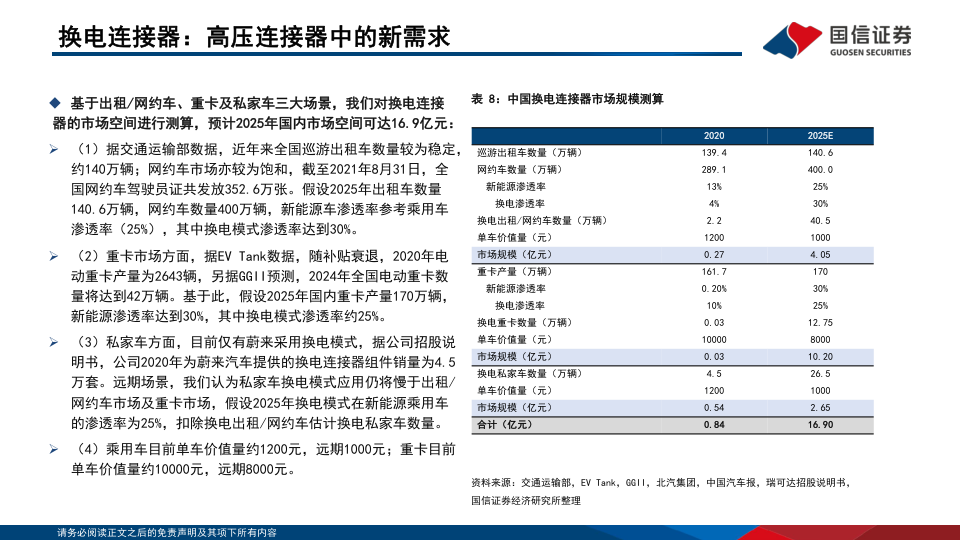 换电连接器：高压连接器中的新需求
国信证券
GUOSEN SECURITIES
◆ 基于出租/网约车、重卡及私家车三大场景，我们对换电连接
器的市场空间进行测算，预计2025年国内市场空间可达16.9亿元：
（1）据交通运输部数据，近年来全国巡游出租车数量较为稳定，
约140万辆；网约车市场亦较为饱和，截至2021年8月31日，全
国网约车驾驶员证共发放352.6万张。假设2025年出租车数量
140.6万辆，网约车数量400万辆，新能源车渗透率参考乘用车
渗透率（25%），其中换电模式渗透率达到30%。
（2）重卡市场方面，据EV Tank数据，随补贴衰退，2020年电
动重卡产量为2643辆，另据GGII预测，2024年全国电动重卡数
量将达到42万辆。基于此，假设2025年国内重卡产量170万辆，
新能源渗透率达到30%，其中换电模式渗透率约25%。
（3）私家车方面，目前仅有蔚来采用换电模式，据公司招股说
明书，公司2020年为蔚来汽车提供的换电连接器组件销量为4.5
万套。远期场景，我们认为私家车换电模式应用仍将慢于出租/
网约车市场及重卡市场，假设2025年换电模式在新能源乘用车
的渗透率为25%，扣除换电出租/网约车估计换电私家车数量。
（4）乘用车目前单车价值量约1200元，远期1000元；重卡目前
单车价值量约10000元，远期8000元。
表 8：中国换电连接器市场规模测算
2020 2025E
巡游出租车数量（万辆） 139.4 140.6
网约车数量（万辆） 289.1 400.0
新能源渗透率 13% 25%
换电渗透率 4% 30%
换电出租/网约车数量（万辆） 2.2 40.5
单车价值量（元） 1200 1000
市场规模（亿元） 0.27 4.05
重卡产量（万辆） 161.7 170
新能源渗透率 0.20% 30%
换电渗透率 10% 25%
换电重卡数量（万辆） 0.03 12.75
单车价值量（元） 10000 8000
市场规模（亿元） 0.03 10.20
换电私家车数量（万辆） 4.5 26.5
单车价值量（元） 1200 1000
市场规模（亿元） 0.54 2.65
合计（亿元） 0.84 16.90
资料来源：交通运输部，EV Tank，GGII，北汽集团，中国汽车报，瑞可达招股说明书，
国信证券经济研究所整理
请务必阅读正文之后的免责声明及其项下所有内容